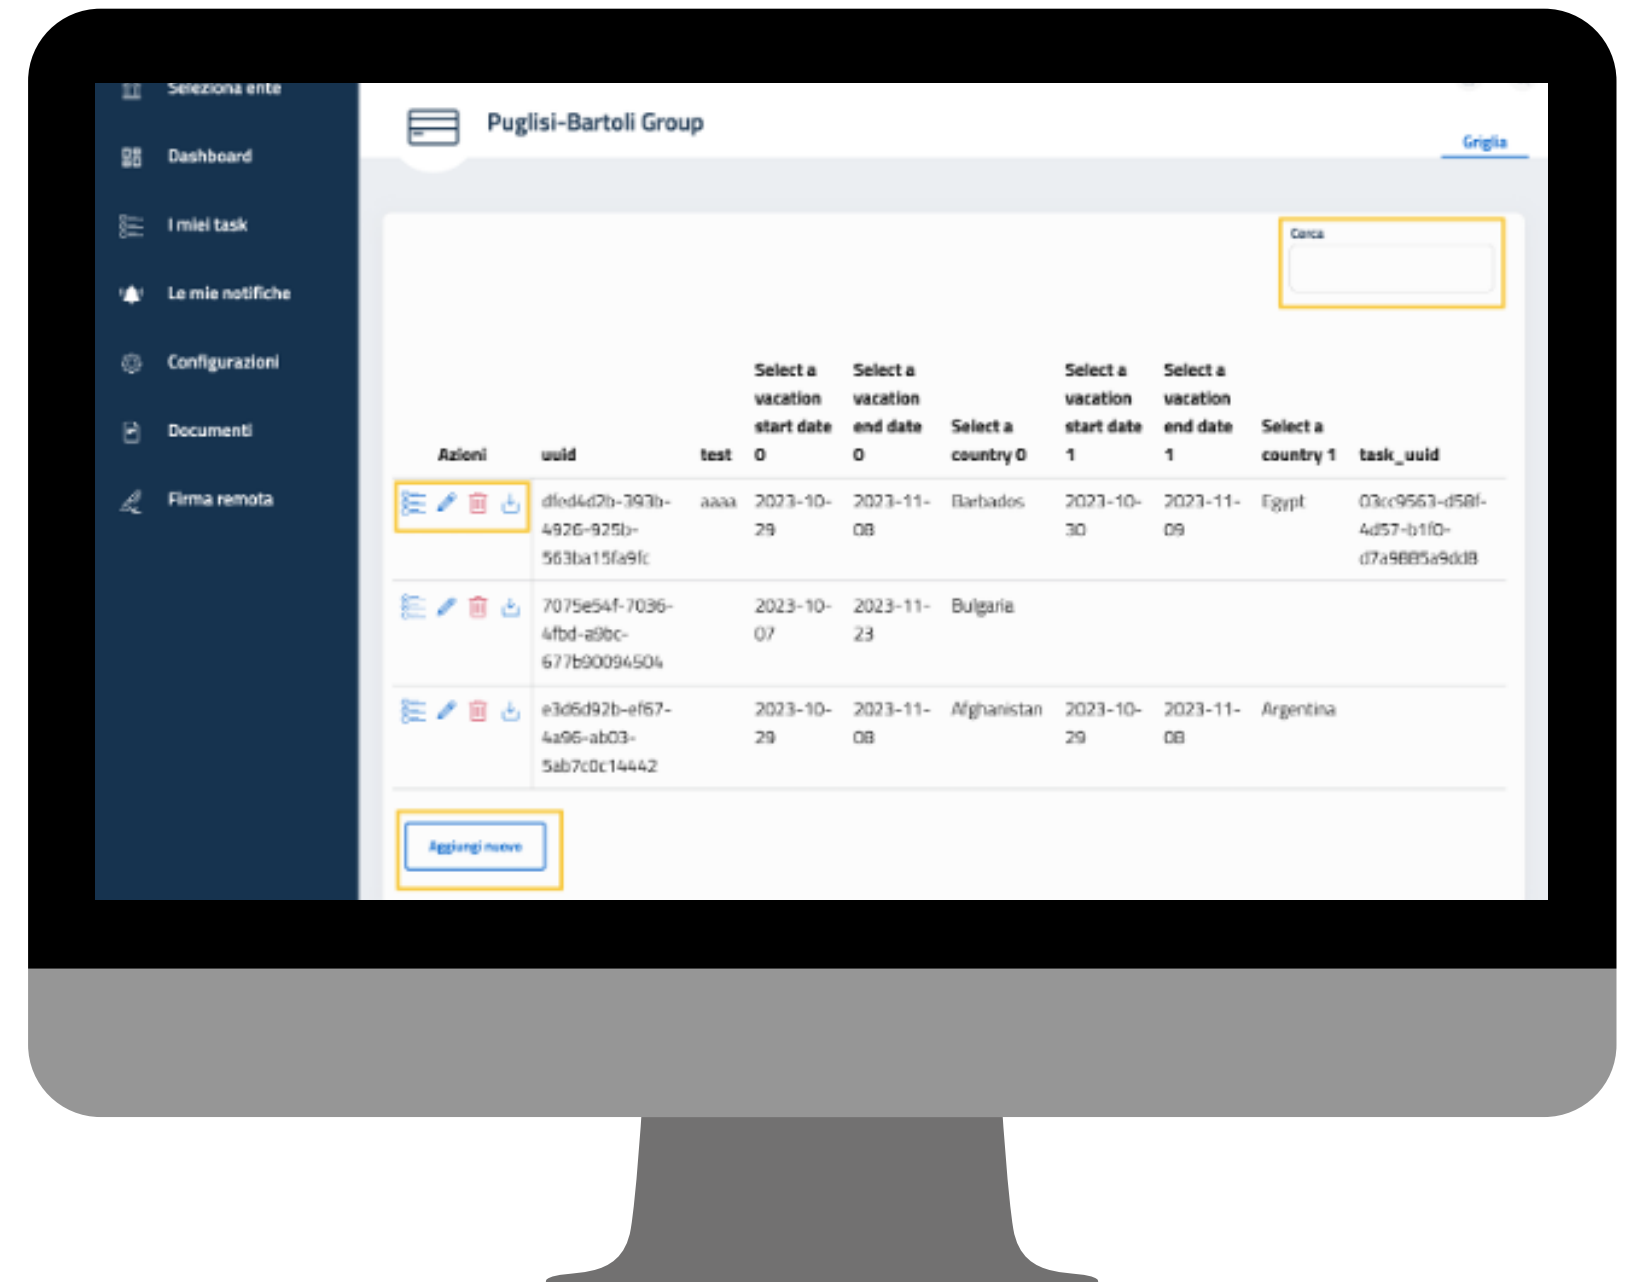 Seleziona ente
Dashboard
I miei task
Le mie notifiche
Configurazioni
Documenti
Firma remota
Puglisi-Bartoli Group
Griglia
Cerca
Azioni
uuid
test
Select a
vacation
start date
0
Select a
vacation
end date
0
Select a
country 0
Select a
vacation
start date
1
Select a
vacation
end date
1
Select a
country 1
task_uuid
dfed4d2b-393b-
4926-925b-
563ba15fa9fc
aaaa
2023-10-
29
2023-11-
08
Barbados
2023-10-
30
2023-11-
09
Egypt
03cc9563-d58f-
4d57-b1f0-
d7a9885a9dd8
7075e54f-7036-
4fbd-a9bc-
677b90094504
2023-10-
07
2023-11-
23
Bulgaria
e3d6d92b-ef67-
4a96-ab03-
5ab7c0c14442
2023-10-
29
2023-11-
08
Afghanistan
2023-10-
29
2023-11-
08
Argentina
Aggiungi nuovo